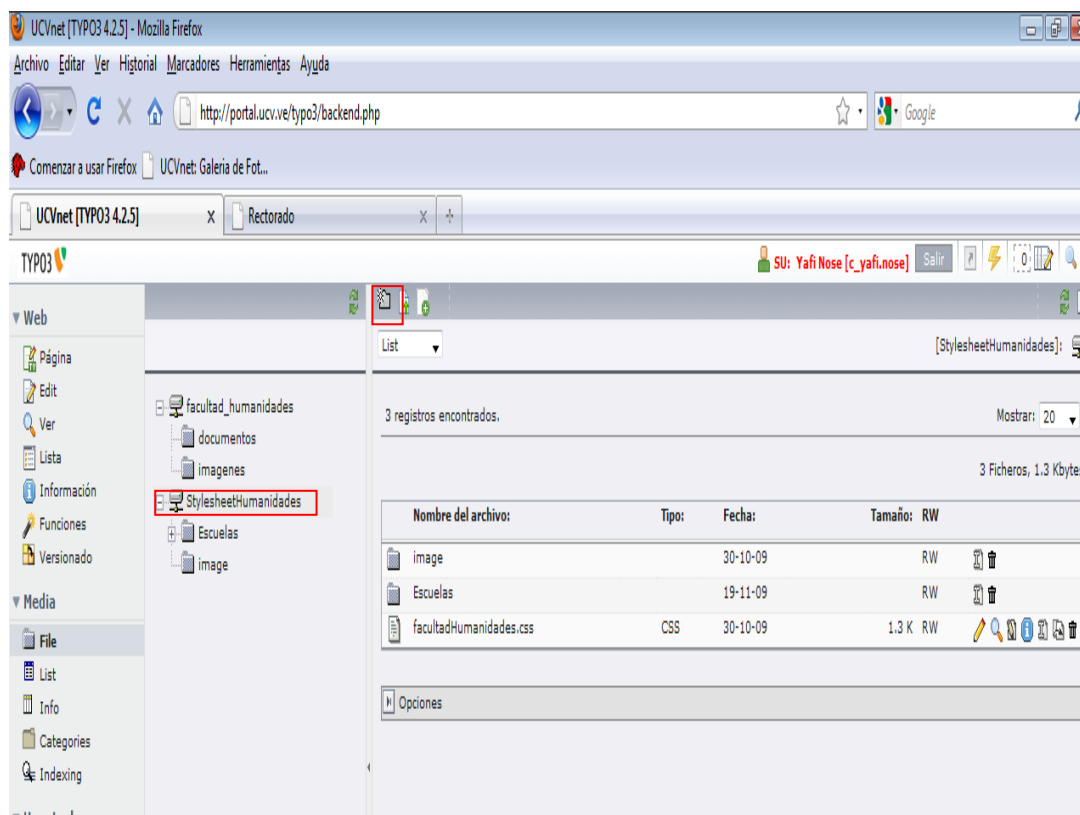 UCVnet [TYPO3 4.2.5] - Mozilla Firefox
Archivo Editar Ver Historial Marcadores Herramientas Ayuda
http://portal.ucv.ve/typo3/backend.php
Google
Comenzar a usar Firefox UCVnet: Galeria de Fot...
UCVnet [TYPO3 4.2.5] X Rectorado X
TYPO3
SU: Yafi Nose [c_yafi.nose] Salir 0
Web
Página
Edit
Ver
Lista
Información
Funciones
Versionado
Media
File
List
Info
Categories
Indexing
facultad_humanidades
documentos
imagenes
StylesheetHumanidades
Escuelas
image
List
[StylesheetHumanidades]:
3 registros encontrados. Mostrar: 20
3 Ficheros, 1.3 Kbytes
Nombre del archivo: Tipo: Fecha: Tamaño: RW
image 30-10-09 RW
Escuelas 19-11-09 RW
facultadHumanidades.css CSS 30-10-09 1.3 K RW
Opciones